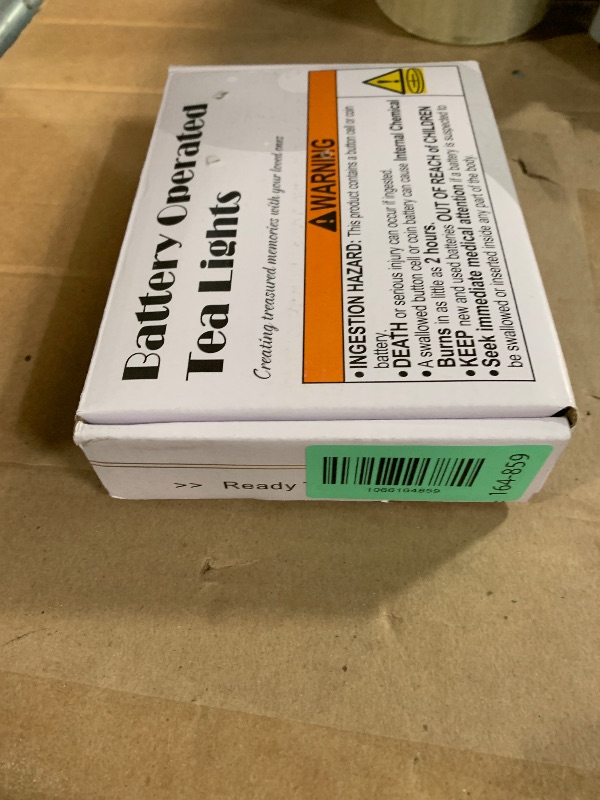 Battery Operated
Tea Lights
Creating treasured memories with your loved ones
WARNING
• INGESTION HAZARD: This product contains a button cell or coin
battery.
• DEATH or serious injury can occur if ingested.
• A swallowed button cell or coin battery can cause Internal Chemical
Burns in as little as 2 hours.
• KEEP new and used batteries OUT OF REACH of CHILDREN
• Seek immediate medical attention if a battery is suspected to
be swallowed or inserted inside any part of the body.
>> Ready
1066164859
164-859